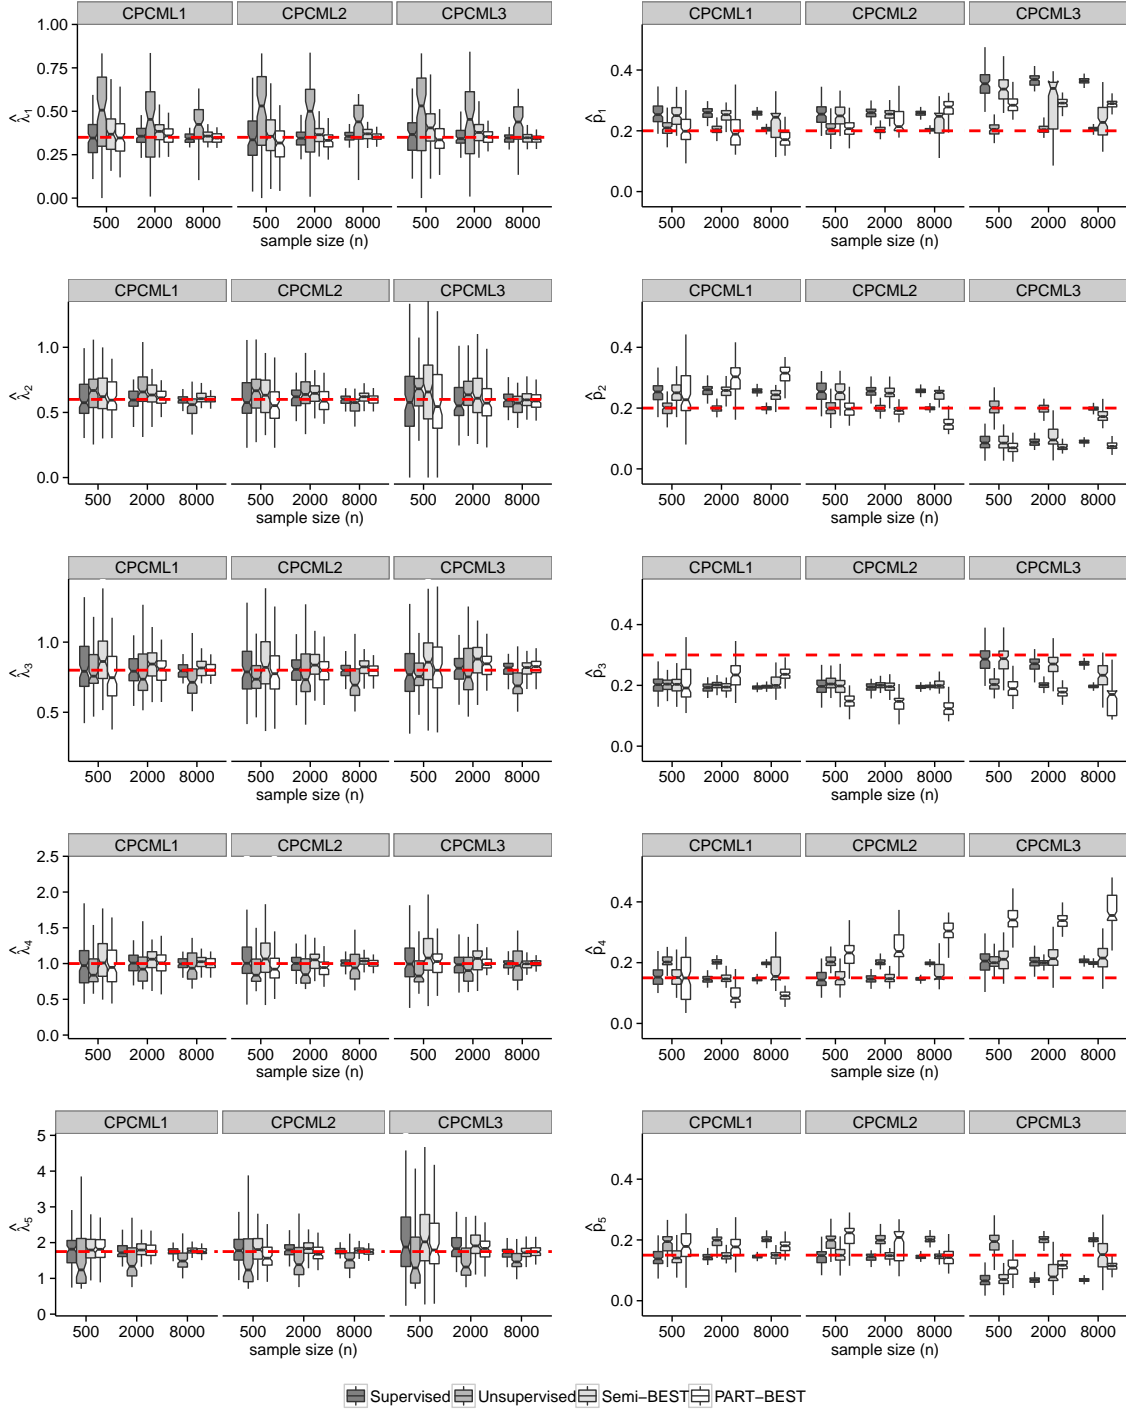 CPCML1 CPCML2 CPCML3
1.00
0.75
0.50
0.25
0.00
λ̂1
500 2000 8000 500 2000 8000 500 2000 8000
sample size (n)
CPCML1 CPCML2 CPCML3
0.4
0.2
0.0
p̂1
500 2000 8000 500 2000 8000 500 2000 8000
sample size (n)
CPCML1 CPCML2 CPCML3
1.0
0.5
0.0
λ̂2
500 2000 8000 500 2000 8000 500 2000 8000
sample size (n)
CPCML1 CPCML2 CPCML3
0.4
0.2
0.0
p̂2
500 2000 8000 500 2000 8000 500 2000 8000
sample size (n)
CPCML1 CPCML2 CPCML3
1.0
0.5
λ̂3
500 2000 8000 500 2000 8000 500 2000 8000
sample size (n)
CPCML1 CPCML2 CPCML3
0.4
0.2
0.0
p̂3
500 2000 8000 500 2000 8000 500 2000 8000
sample size (n)
CPCML1 CPCML2 CPCML3
2.5
2.0
1.5
1.0
0.5
0.0
λ̂4
500 2000 8000 500 2000 8000 500 2000 8000
sample size (n)
CPCML1 CPCML2 CPCML3
0.4
0.2
0.0
p̂4
500 2000 8000 500 2000 8000 500 2000 8000
sample size (n)
CPCML1 CPCML2 CPCML3
5
4
3
2
1
0
λ̂5
500 2000 8000 500 2000 8000 500 2000 8000
sample size (n)
CPCML1 CPCML2 CPCML3
0.4
0.2
0.0
p̂5
500 2000 8000 500 2000 8000 500 2000 8000
sample size (n)
Supervised Unsupervised Semi−BEST PART−BEST